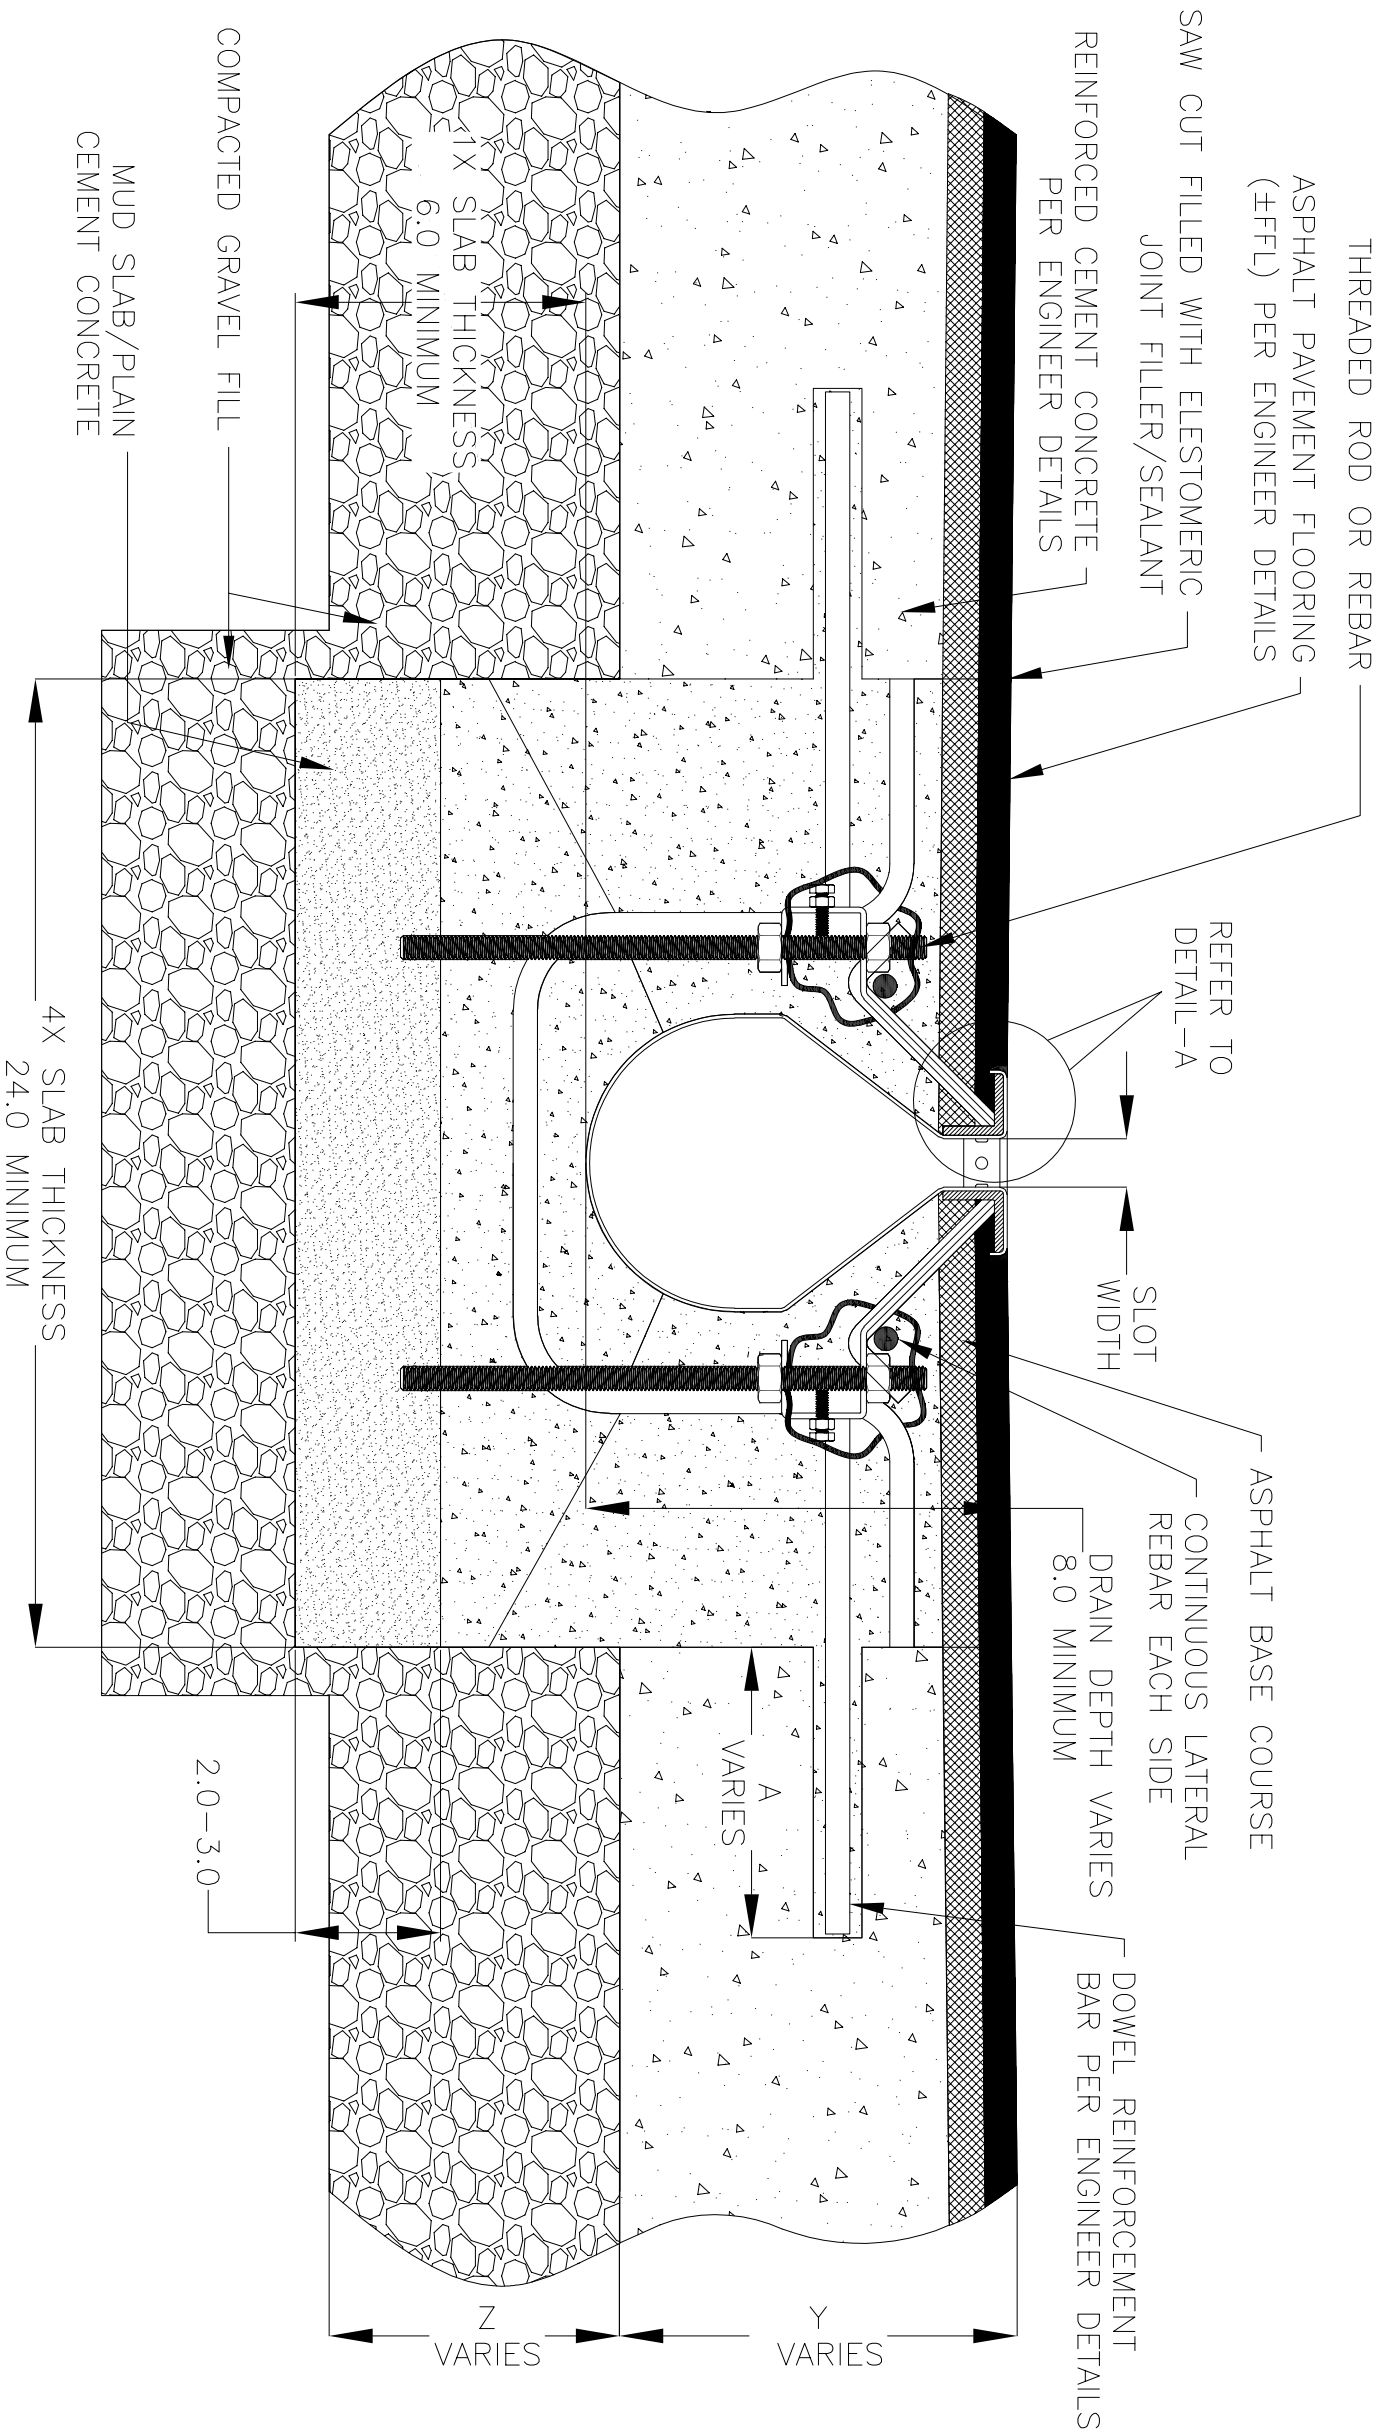 THREADED ROD OR REBAR
ASPHALT PAVEMENT FLOORING
(±FFL) PER ENGINEER DETAILS
SAW CUT FILLED WITH ELESTOMERIC
JOINT FILLER/SEALANT
REINFORCED CEMENT CONCRETE
PER ENGINEER DETAILS
REFER TO
DETAIL-A
SLOT
WIDTH
ASPHALT BASE COURSE
CONTINUOUS LATERAL
REBAR EACH SIDE
DRAIN DEPTH VARIES
8.0 MINIMUM
DOWEL REINFORCEMENT
BAR PER ENGINEER DETAILS
Y
VARIES
A
VARIES
Z
VARIES
1X SLAB THICKNESS
6.0 MINIMUM
COMPACTED GRAVEL FILL
2.0-3.0
MUD SLAB/PLAIN
CEMENT CONCRETE
4X SLAB THICKNESS
24.0 MINIMUM